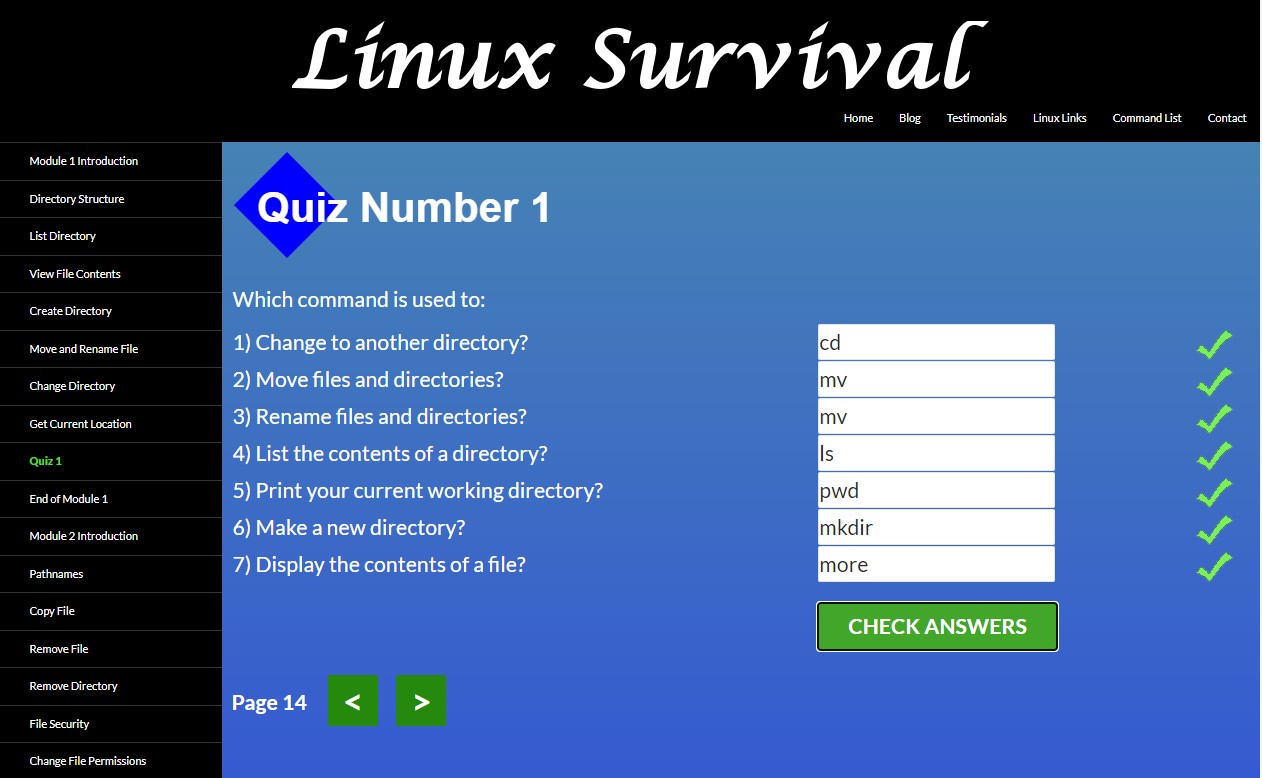 Linux Survival
Home Blog Testimonials Linux Links Command List Contact
Module 1 Introduction
Directory Structure
List Directory
View File Contents
Create Directory
Move and Rename File
Change Directory
Get Current Location
Quiz 1
End of Module 1
Module 2 Introduction
Pathnames
Copy File
Remove File
Remove Directory
File Security
Change File Permissions
Quiz Number 1
Which command is used to:
1) Change to another directory? cd
2) Move files and directories? mv
3) Rename files and directories? mv
4) List the contents of a directory? ls
5) Print your current working directory? pwd
6) Make a new directory? mkdir
7) Display the contents of a file? more
CHECK ANSWERS
Page 14 < >